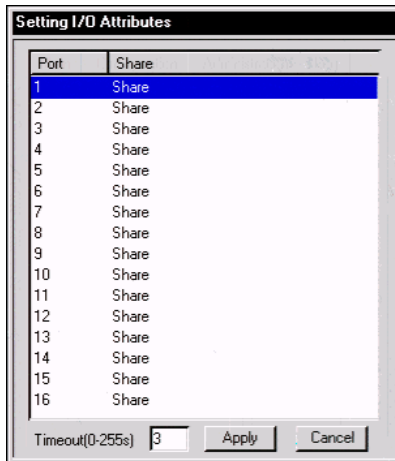 Setting I/O Attributes
Port Share
1 Share
2 Share
3 Share
4 Share
5 Share
6 Share
7 Share
8 Share
9 Share
10 Share
11 Share
12 Share
13 Share
14 Share
15 Share
16 Share
Timeout(0-255s) 3 Apply Cancel